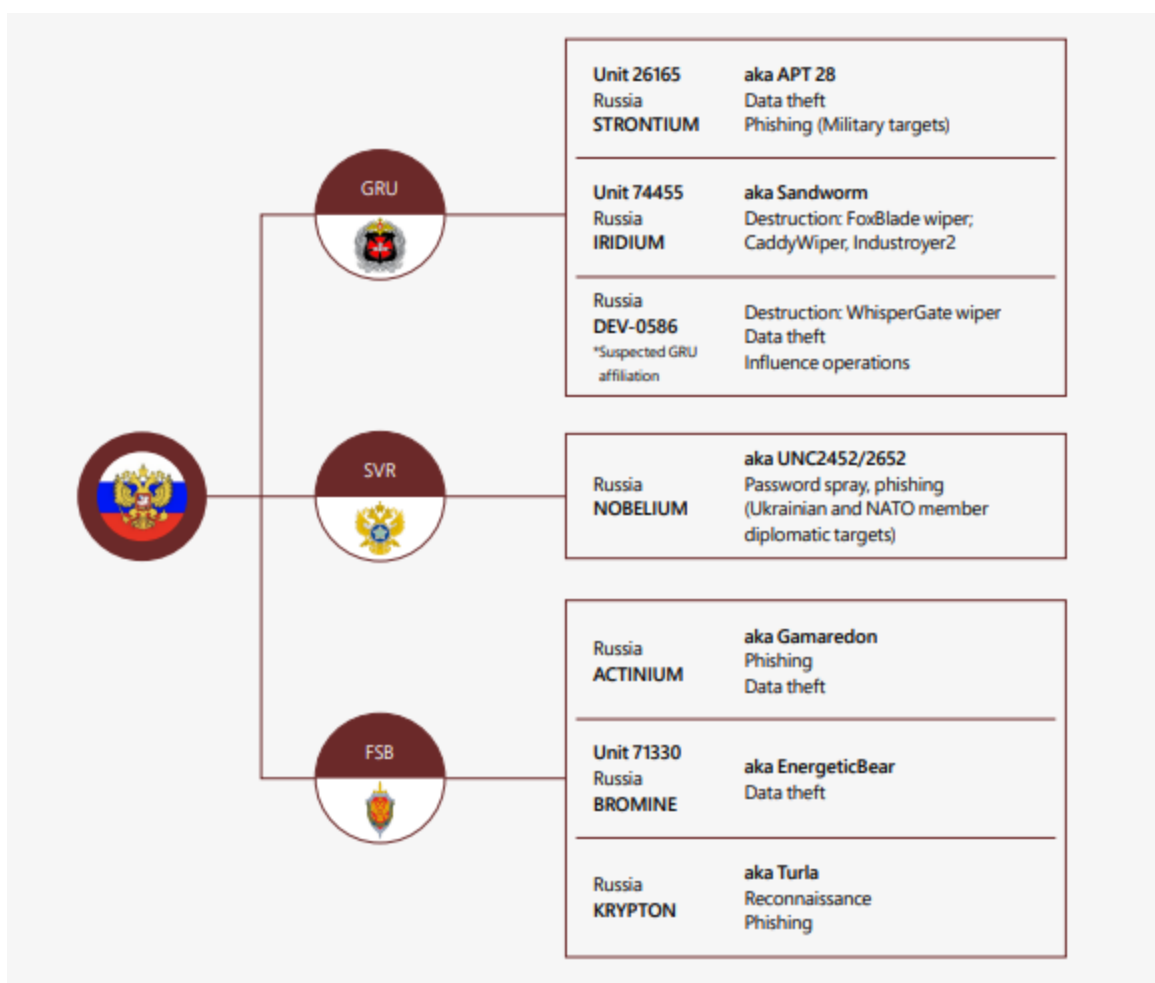 GRU
Unit 26165
Russia
STRONTIUM
aka APT 28
Data theft
Phishing (Military targets)
Unit 74455
Russia
IRIDIUM
aka Sandworm
Destruction: FoxBlade wiper;
CaddyWiper, Industroyer2
Russia
DEV-0586
*Suspected GRU
affiliation
Destruction: WhisperGate wiper
Data theft
Influence operations
SVR
Russia
NOBELIUM
aka UNC2452/2652
Password spray, phishing
(Ukrainian and NATO member
diplomatic targets)
FSB
Russia
ACTINIUM
aka Gamaredon
Phishing
Data theft
Unit 71330
Russia
BROMINE
aka EnergeticBear
Data theft
Russia
KRYPTON
aka Turla
Reconnaissance
Phishing